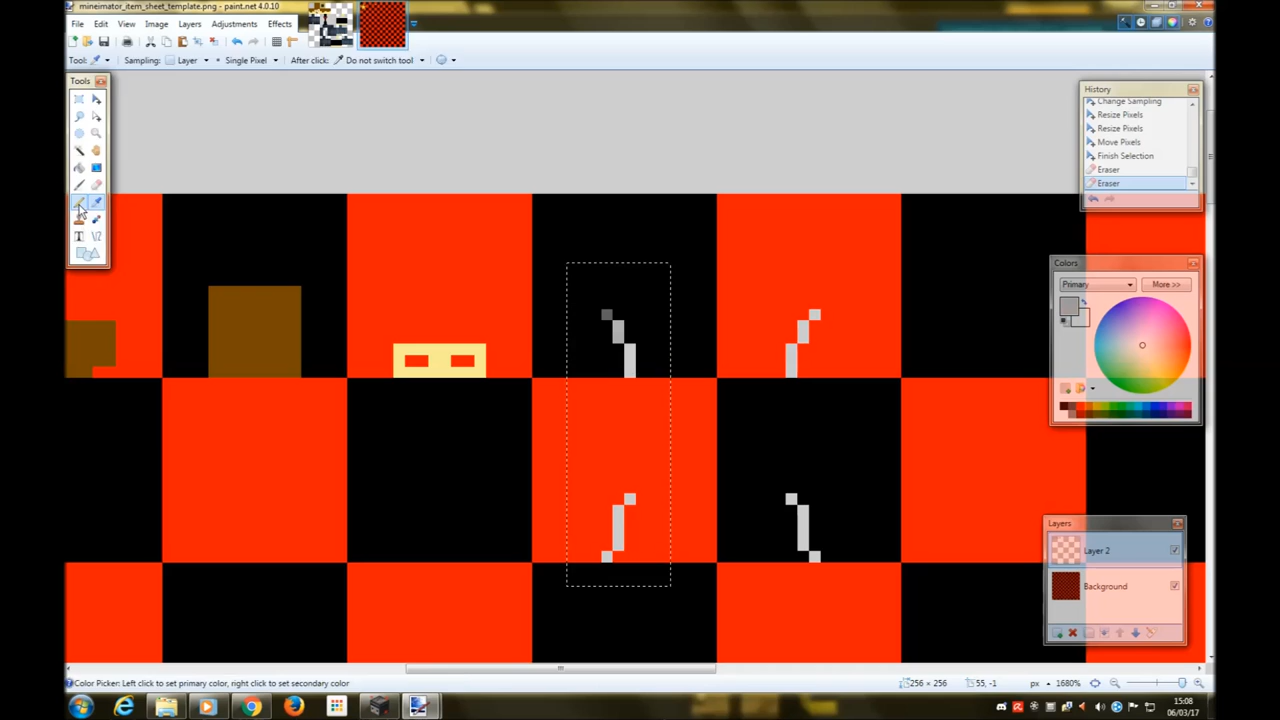 mineimator_item_sheet_template.png - paint.net 4.0.10
File Edit View Image Layers Adjustments Effects
Tool: Sampling: Layer Single Pixel After click: Do not switch tool
Tools
T
History
Change Sampling
Resize Pixels
Resize Pixels
Move Pixels
Finish Selection
Eraser
Eraser
Colors
Primary
More >>
Layers
Layer 2
Background
Color Picker: Left click to set primary color, right click to set secondary color
256 × 256
55, -1
px
1680%
15:08
06/03/17